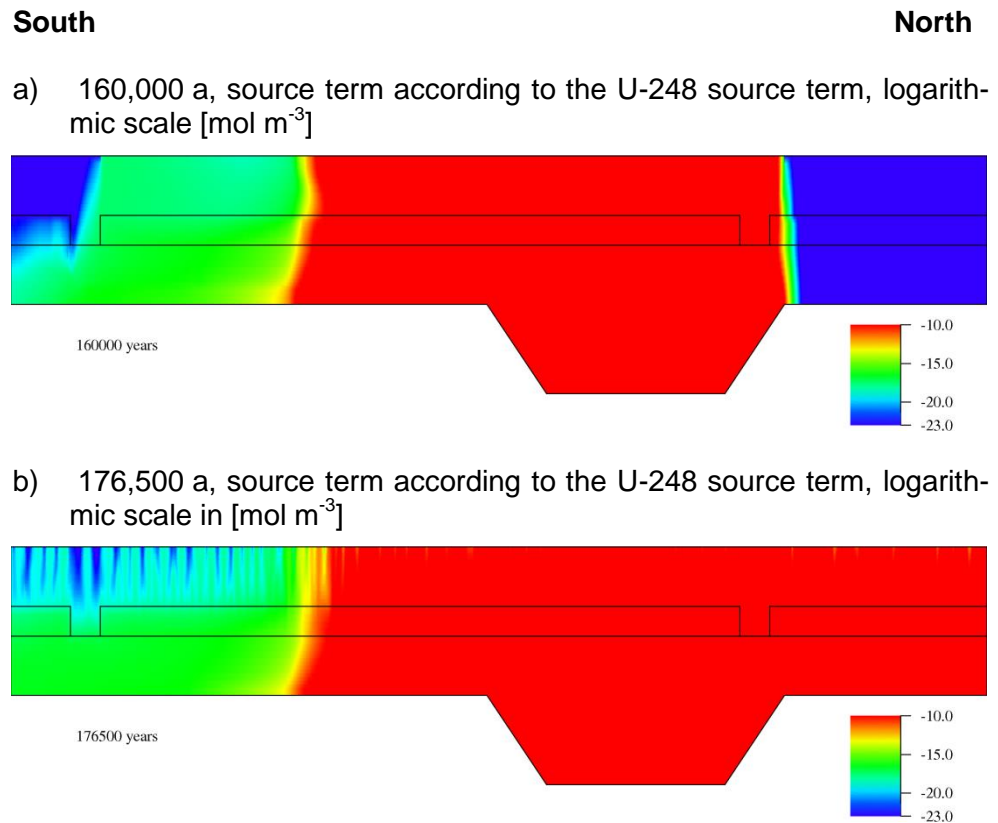 South North
a) 160,000 a, source term according to the U-248 source term, logarith-
mic scale [mol m-3]
160000 years
-10.0
-15.0
-20.0
-23.0
b) 176,500 a, source term according to the U-248 source term, logarith-
mic scale in [mol m-3]
176500 years
-10.0
-15.0
-20.0
-23.0